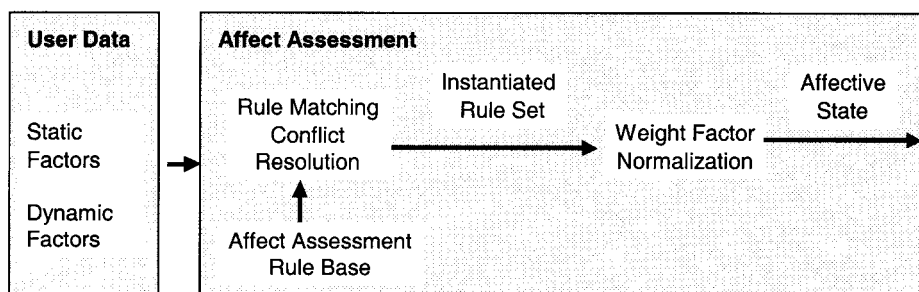 User Data
Static
Factors
Dynamic
Factors
Affect Assessment
Rule Matching
Conflict
Resolution
Instantiated
Rule Set
Weight Factor
Normalization
Affective
State
Affect Assessment
Rule Base